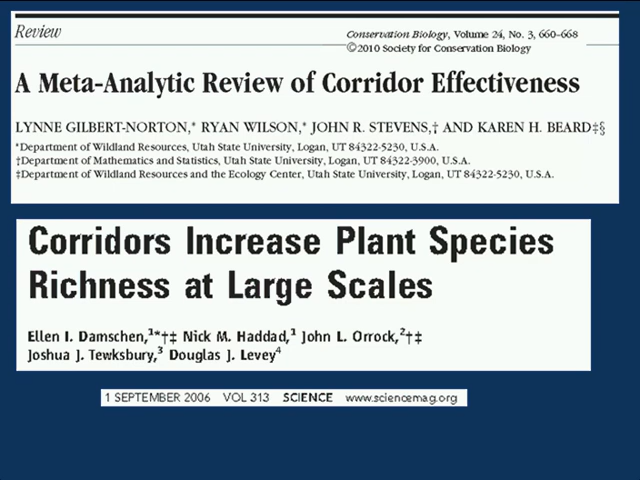 Review
Conservation Biology, Volume 24, No. 3, 660–668
©2010 Society for Conservation Biology
A Meta-Analytic Review of Corridor Effectiveness
LYNNE GILBERT-NORTON,* RYAN WILSON,* JOHN R. STEVENS,† AND KAREN H. BEARD‡§
*Department of Wildland Resources, Utah State University, Logan, UT 84322-5230, U.S.A.
†Department of Mathematics and Statistics, Utah State University, Logan, UT 84322-3900, U.S.A.
‡Department of Wildland Resources and the Ecology Center, Utah State University, Logan, UT 84322-5230, U.S.A.
Corridors Increase Plant Species
Richness at Large Scales
Ellen I. Damschen,¹*†‡ Nick M. Haddad,¹ John L. Orrock,²†‡
Joshua J. Tewksbury,³ Douglas J. Levey⁴
1 SEPTEMBER 2006 VOL 313 SCIENCE www.sciencemag.org